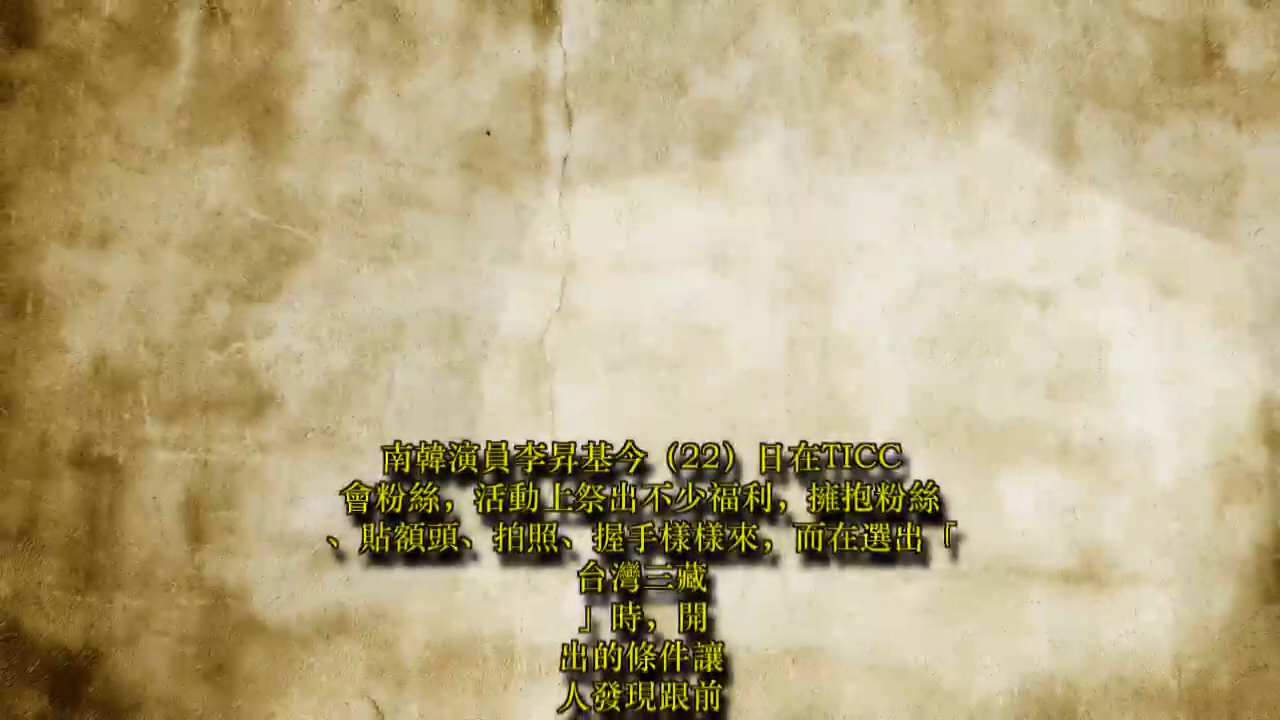 南韓演員李昇基今（22）日在TICC
會粉絲，活動上祭出不少福利，擁抱粉絲
、貼額頭、拍照、握手樣樣來，而在選出「
台灣三藏
」時，開
出的條件讓
人發現跟前